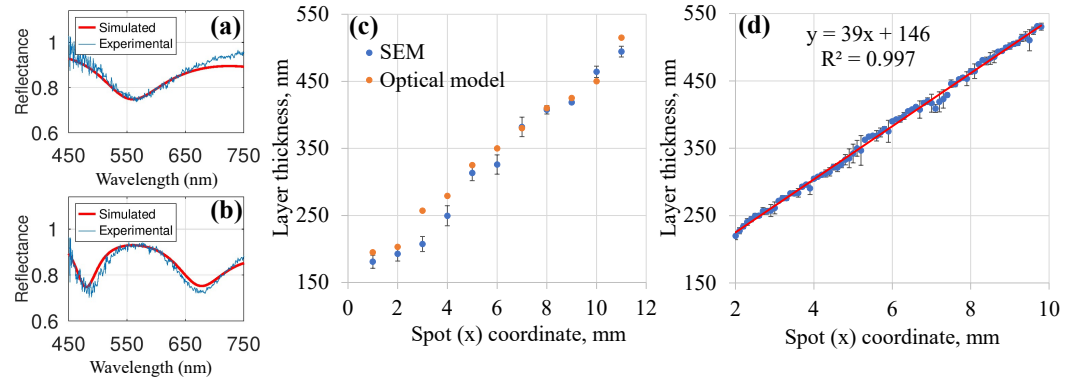 (a)
Simulated
Experimental
1
0.8
0.6
Reflectance
450 550 650 750
Wavelength (nm)
(b)
Simulated
Experimental
1
0.8
0.6
Reflectance
450 550 650 750
Wavelength (nm)
(c)
SEM
Optical model
550
450
350
250
150
Layer thickness, nm
0 2 4 6 8 10 12
Spot (x) coordinate, mm
(d)
y = 39x + 146
R² = 0.997
550
450
350
250
150
Layer thickness, nm
2 4 6 8 10
Spot (x) coordinate, mm